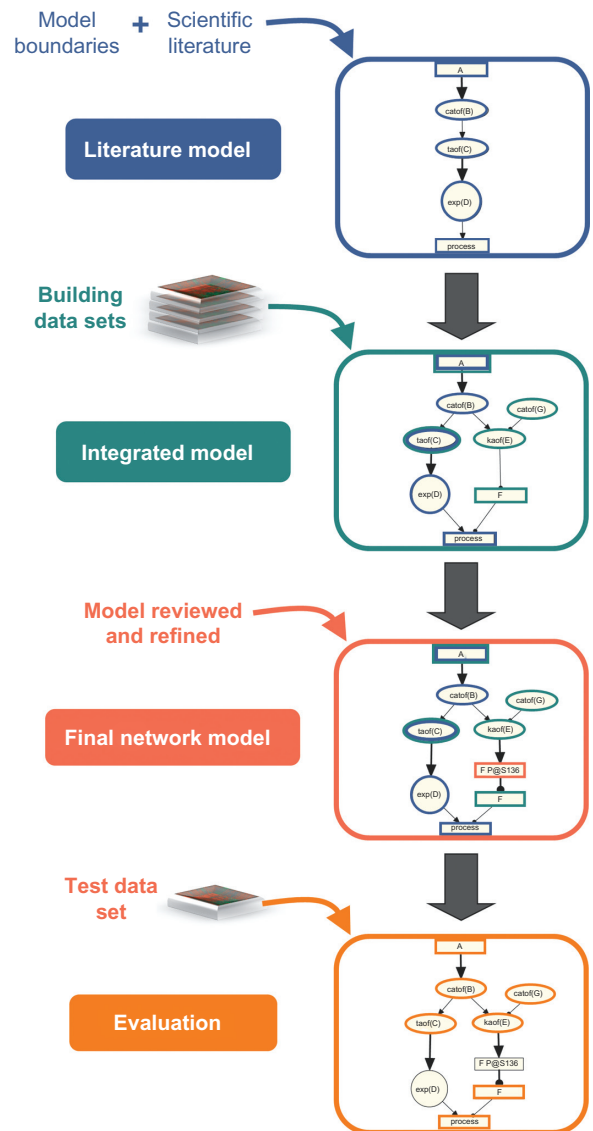 Model
boundaries
+
Scientific
literature
Literature model
A
catof(B)
taof(C)
exp(D)
process
Building
data sets
Integrated model
A
catof(B)
catof(G)
taof(C)
kaof(E)
exp(D)
F
process
Model reviewed
and refined
Final network model
A
catof(B)
catof(G)
taof(C)
kaof(E)
F P@S136
exp(D)
F
process
Test data
set
Evaluation
A
catof(B)
catof(G)
taof(C)
kaof(E)
F P@S136
exp(D)
F
process